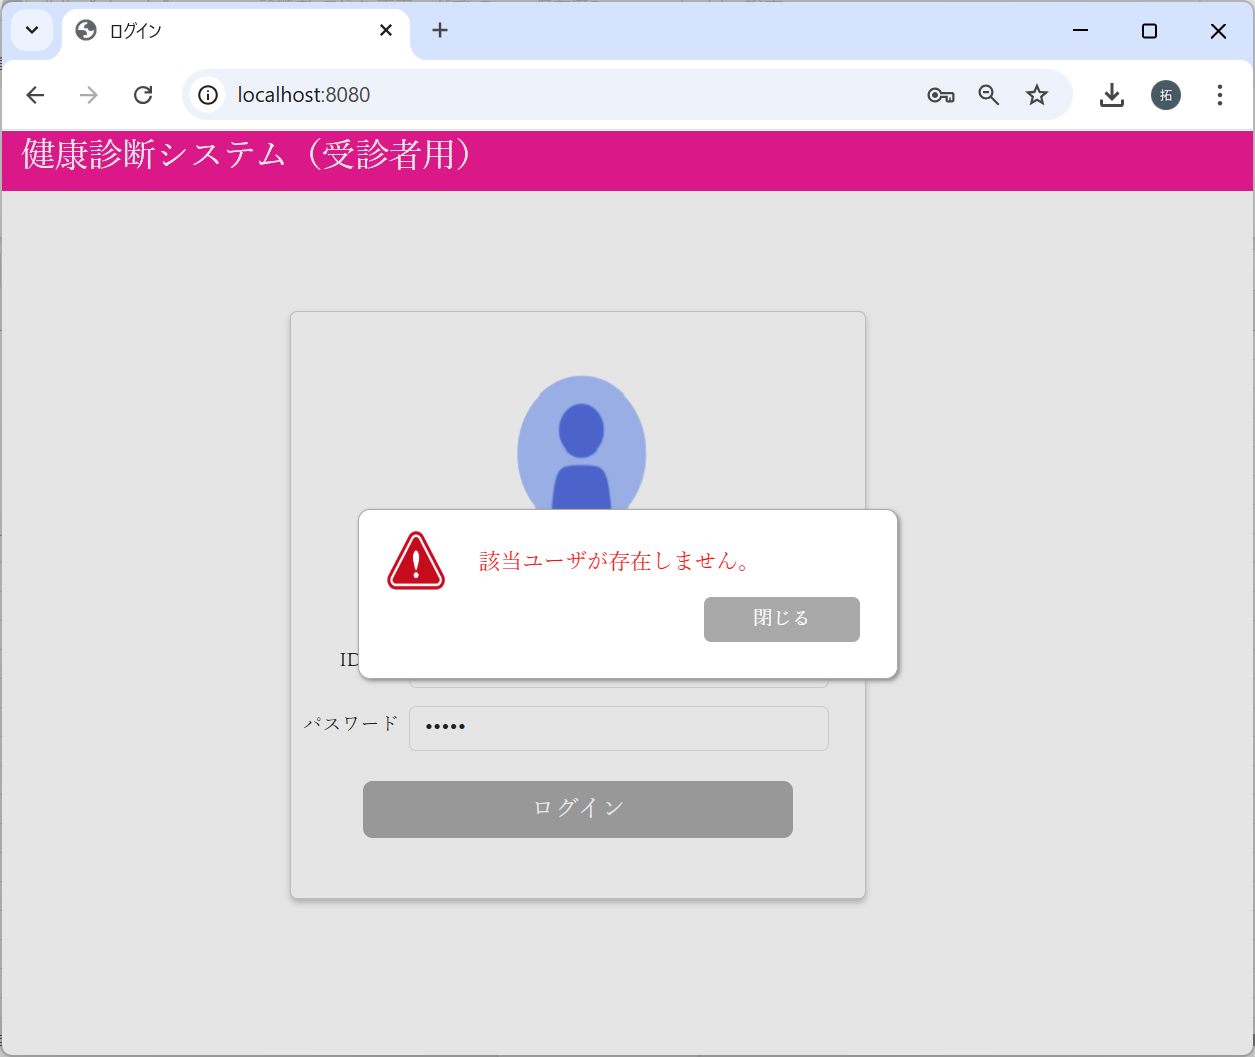 ログイン
localhost:8080
拓
健康診断システム（受診者用）
該当ユーザが存在しません。
閉じる
ID
パスワード
ログイン